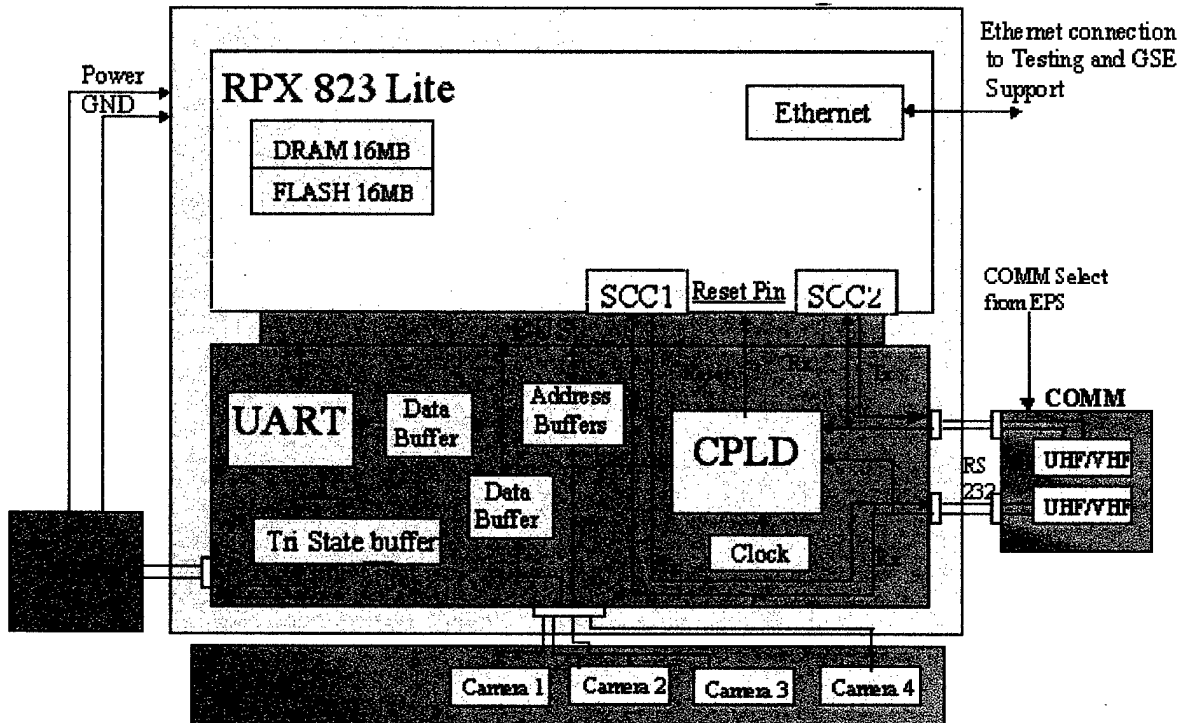 Ethernet connection
to Testing and GSE
Support
Power
GND
RPX 823 Lite
Ethernet
DRAM 16MB
FLASH 16MB
SCC1
Reset Pin
SCC2
COMM Select
from EPS
UART
Data
Buffer
Address
Buffers
CPLD
Data
Buffer
Tri State buffer
Clock
RS
232
COMM
UHF/VHF
UHF/VHF
Camera 1
Camera 2
Camera 3
Camera 4